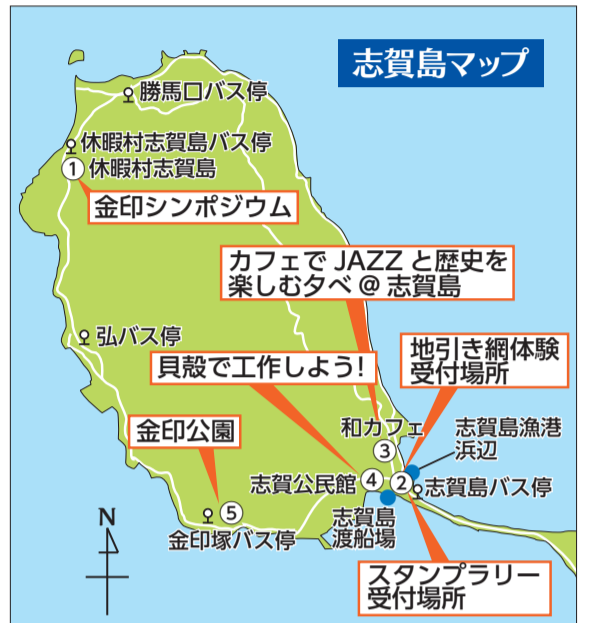 志賀島マップ
勝馬口バス停
休暇村志賀島バス停
1 休暇村志賀島
金印シンポジウム
カフェで JAZZ と歴史を
楽しむ夕べ @ 志賀島
弘バス停
地引き網体験
受付場所
貝殻で工作しよう!
金印公園
和カフェ
3
志賀島漁港
浜辺
志賀公民館 4
2 志賀島バス停
5
金印塚バス停
志賀島
渡船場
N
スタンプラリー
受付場所